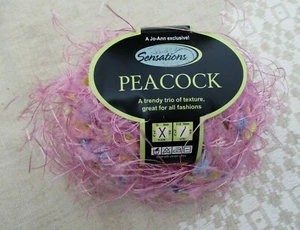 A Jo-Ann exclusive!
Sensations
PEACOCK
A trendy trio of texture,
great for all fashions